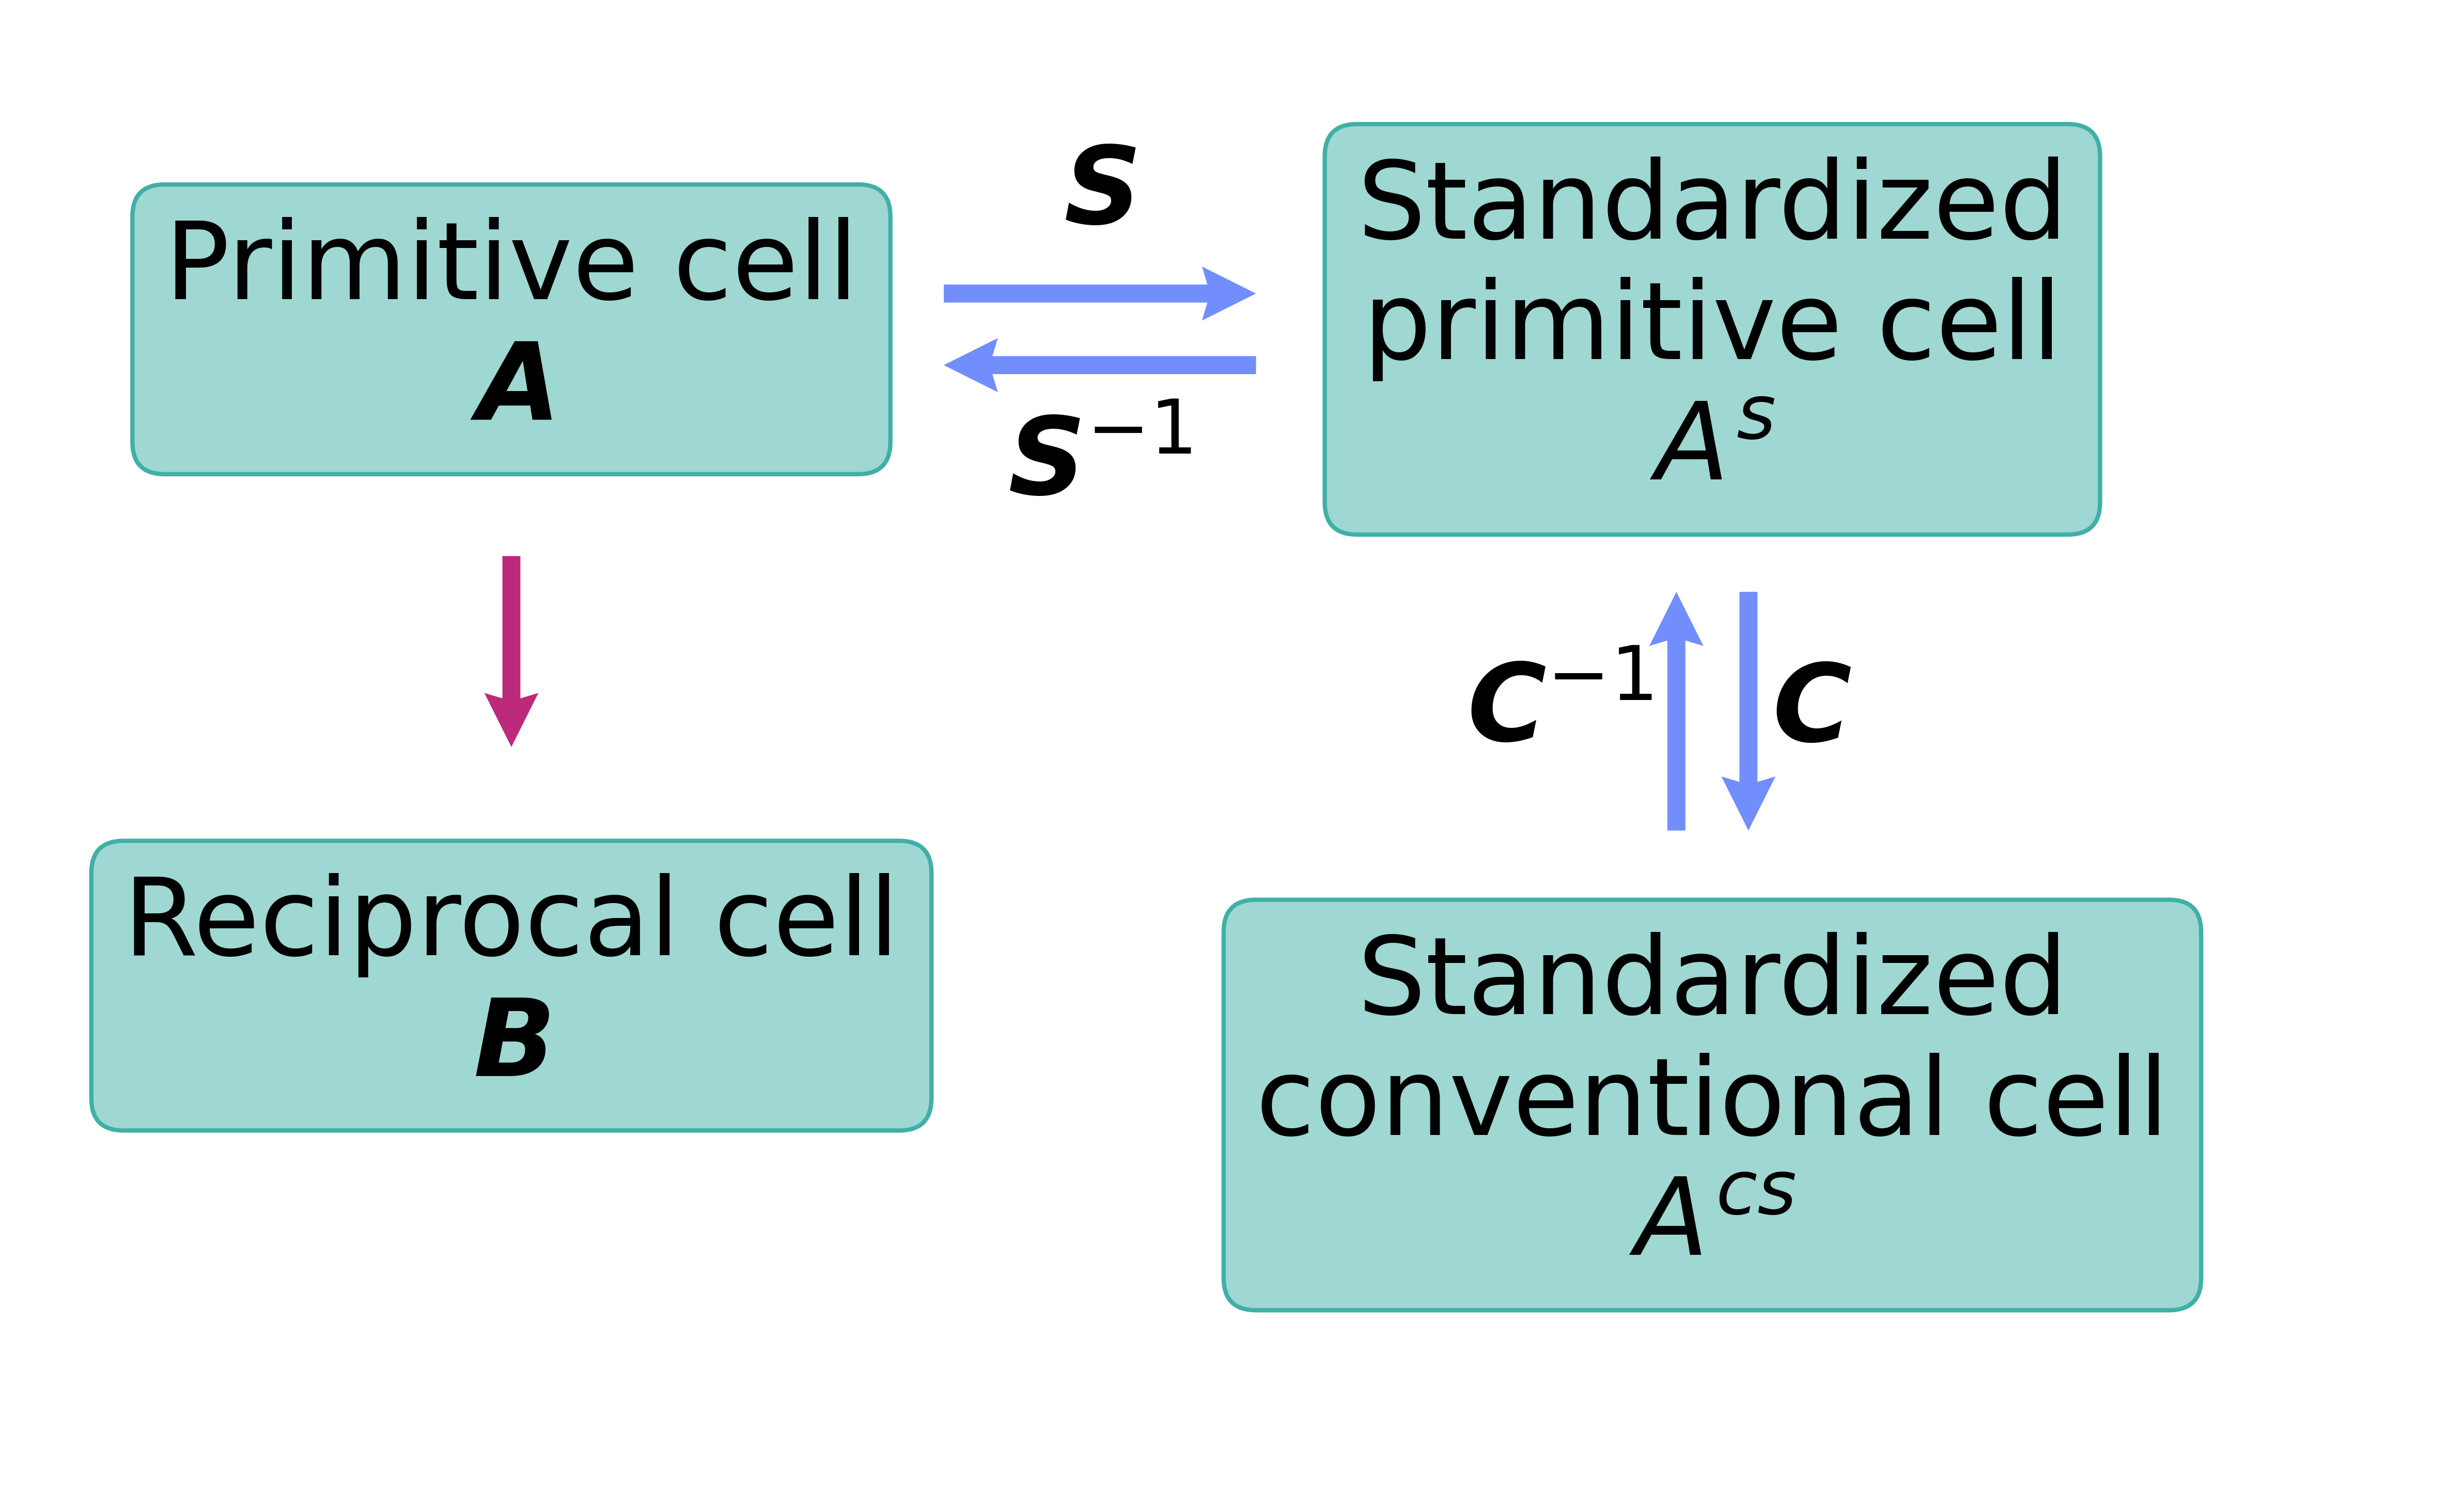 Primitive cell
A
S
S⁻¹
Standardized
primitive cell
Aˢ
C⁻¹
C
Reciprocal cell
B
Standardized
conventional cell
Aᶜˢ